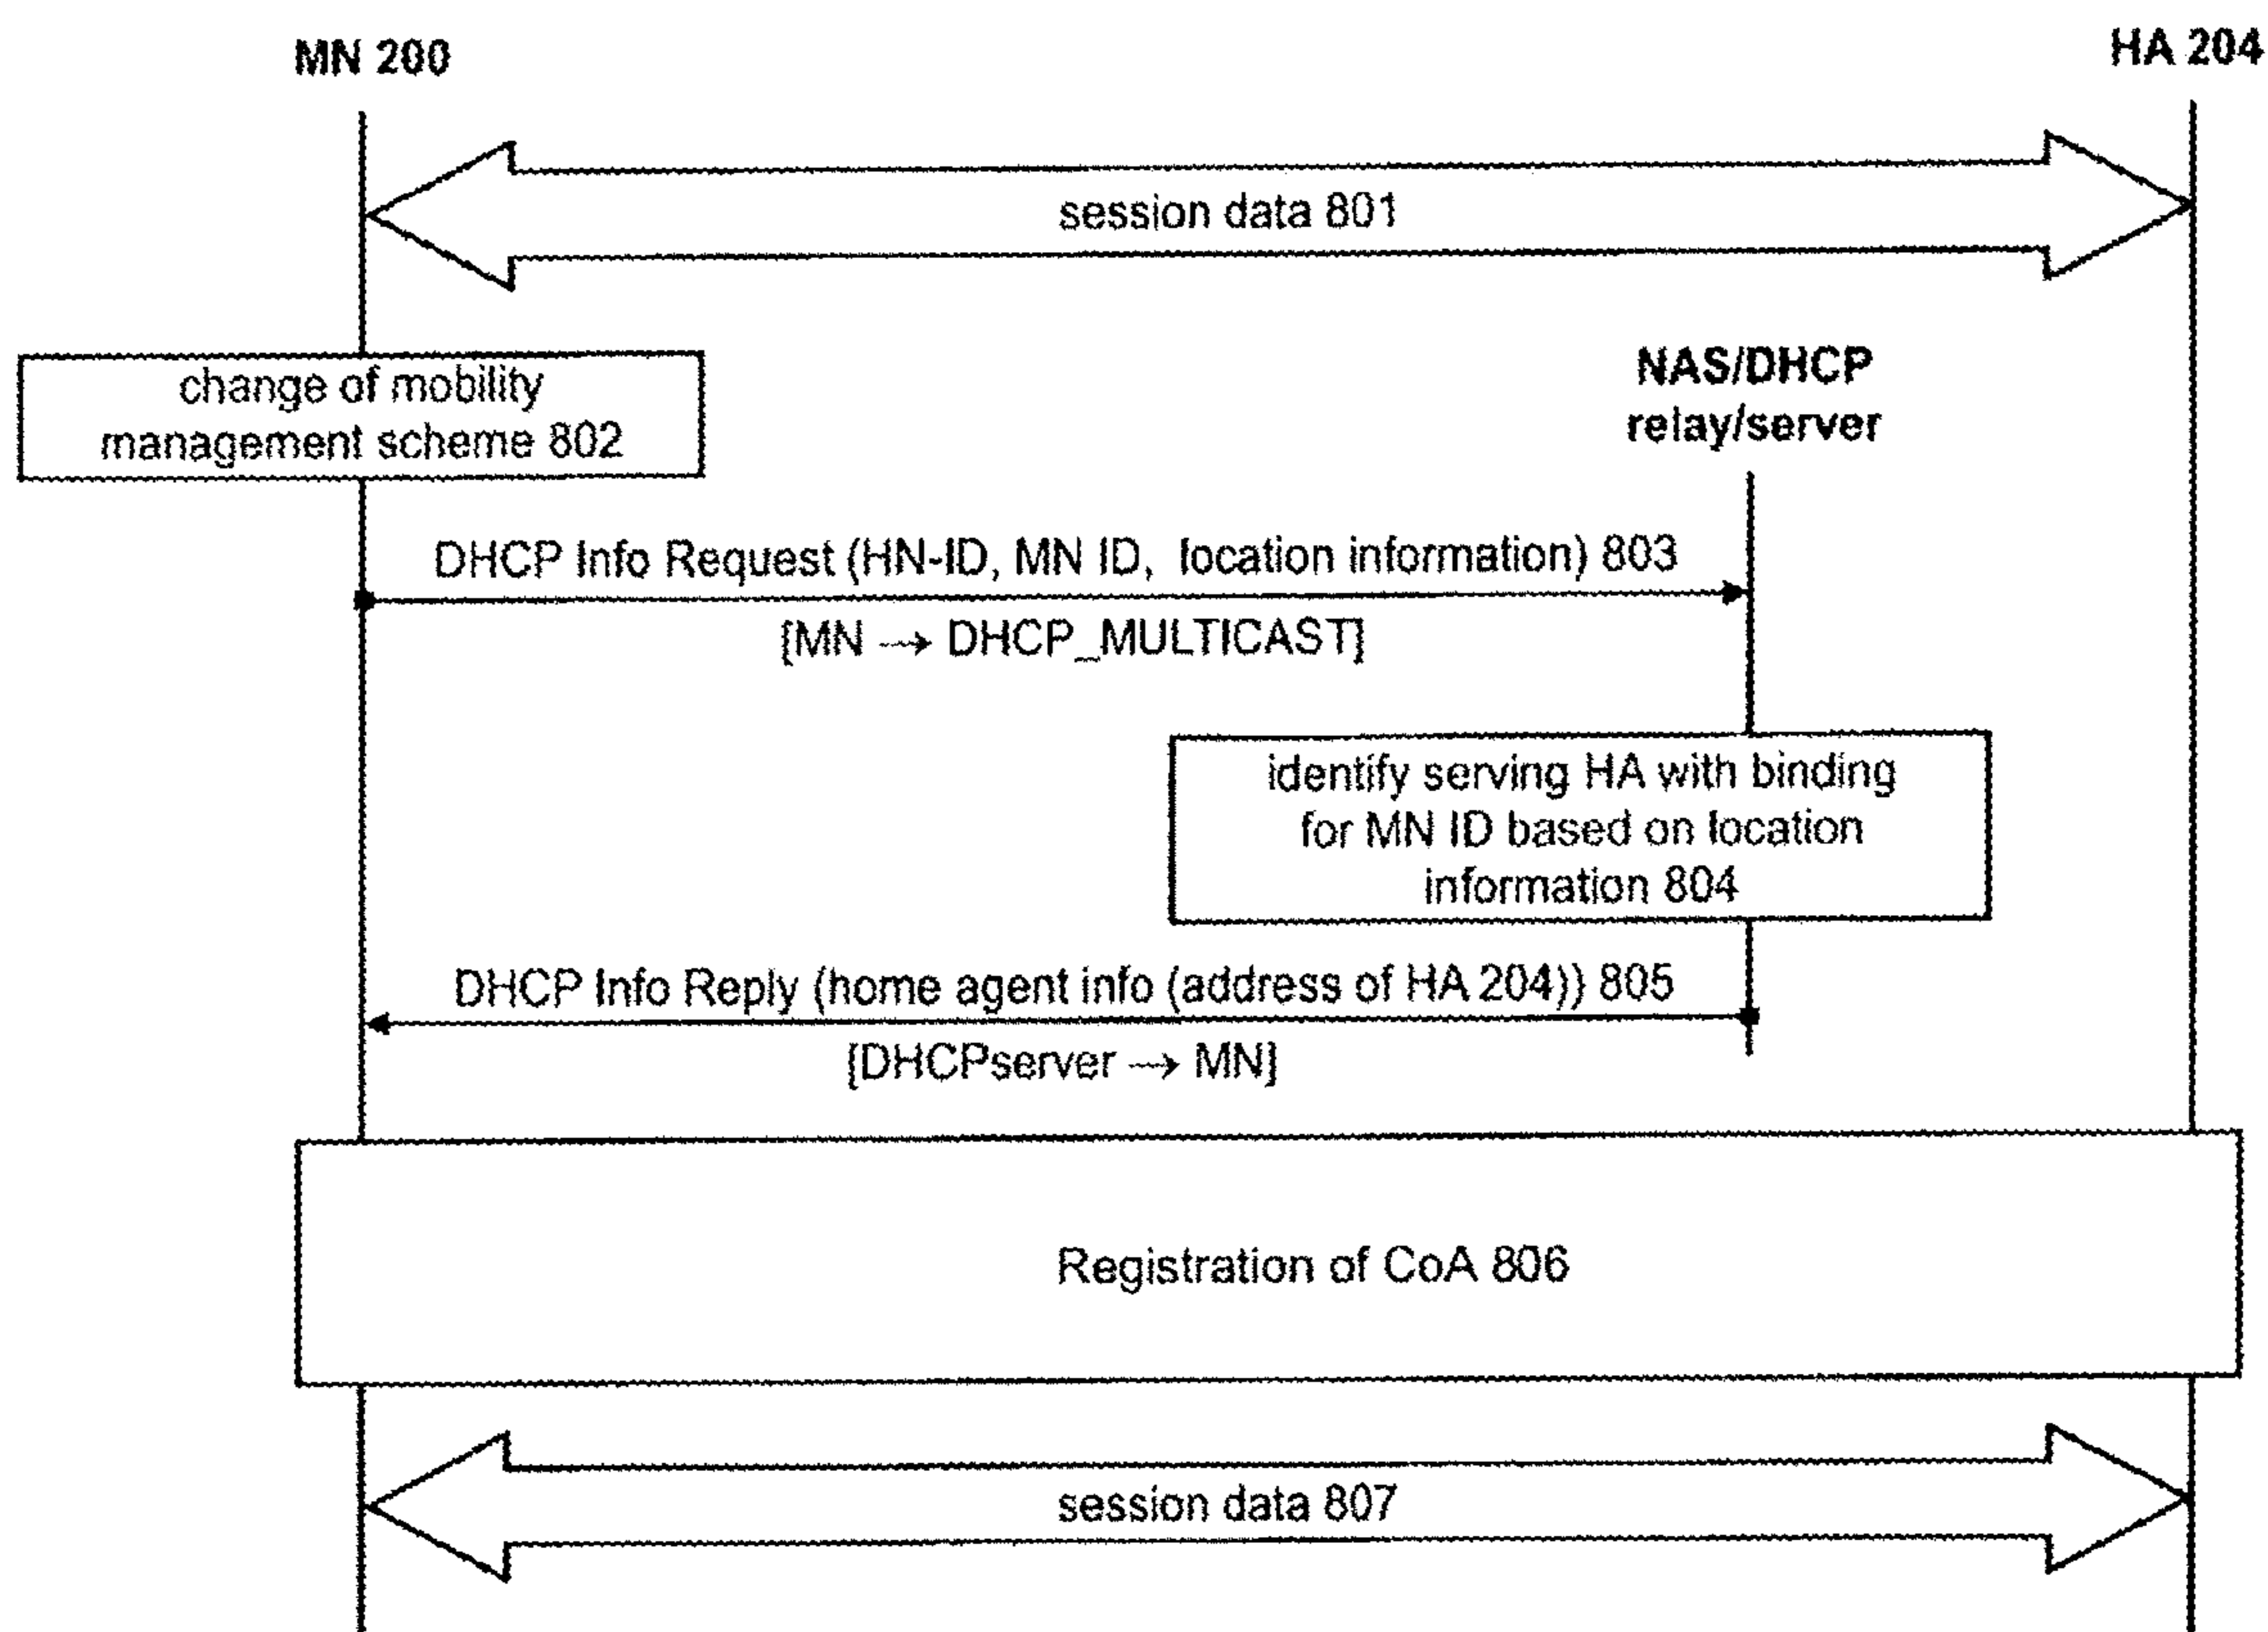 MN 200
HA 204
session data 801
change of mobility
management scheme 802
NAS/DHCP
relay/server
DHCP Info Request (HN-ID, MN ID, location information) 803
[MN → DHCP_MULTICAST]
identify serving HA with binding
for MN ID based on location
information 804
DHCP Info Reply (home agent info (address of HA 204)) 805
[DHCPserver → MN]
Registration of CoA 806
session data 807